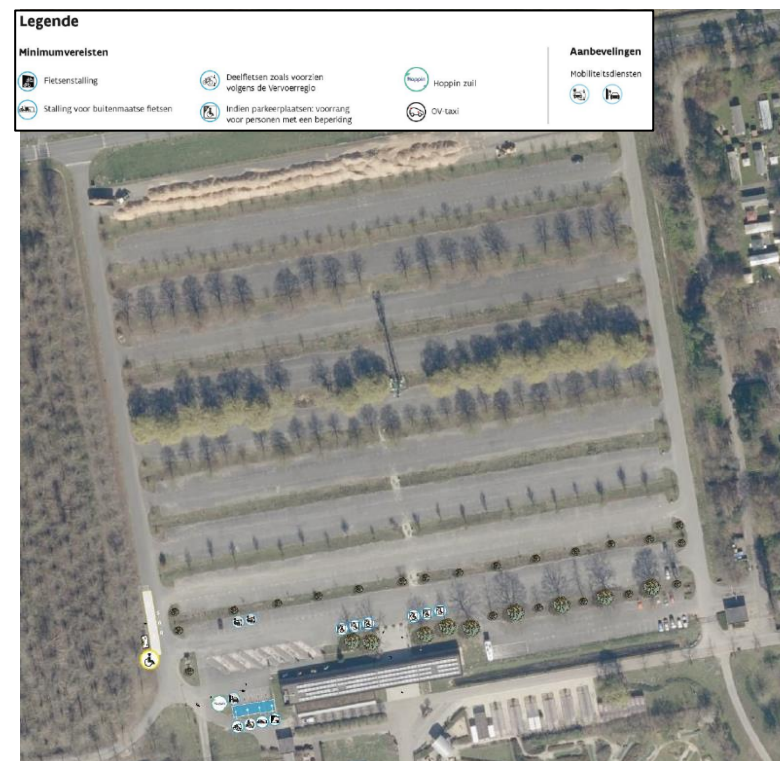 Legende
Minimumvereisten
Fietsenstalling
Stalling voor buitenmaatse fietsen
Deelfietsen zoals voorzien
volgens de Vervoerregio
Indien parkeerplaatsen: voorrang
voor personen met een beperking
Hoppin
Hoppin zuil
OV-taxi
Aanbevelingen
Mobiliteitsdiensten